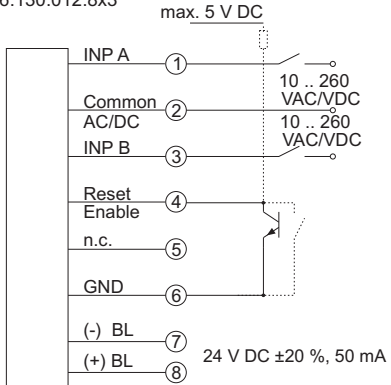 6.130.012.8x3
max. 5 V DC
INP A
1
10 .. 260
VAC/VDC
Common
AC/DC
2
10 .. 260
VAC/VDC
INP B
3
Reset
Enable
4
n.c.
5
GND
6
(-) BL
7
(+) BL
8
24 V DC ±20 %, 50 mA